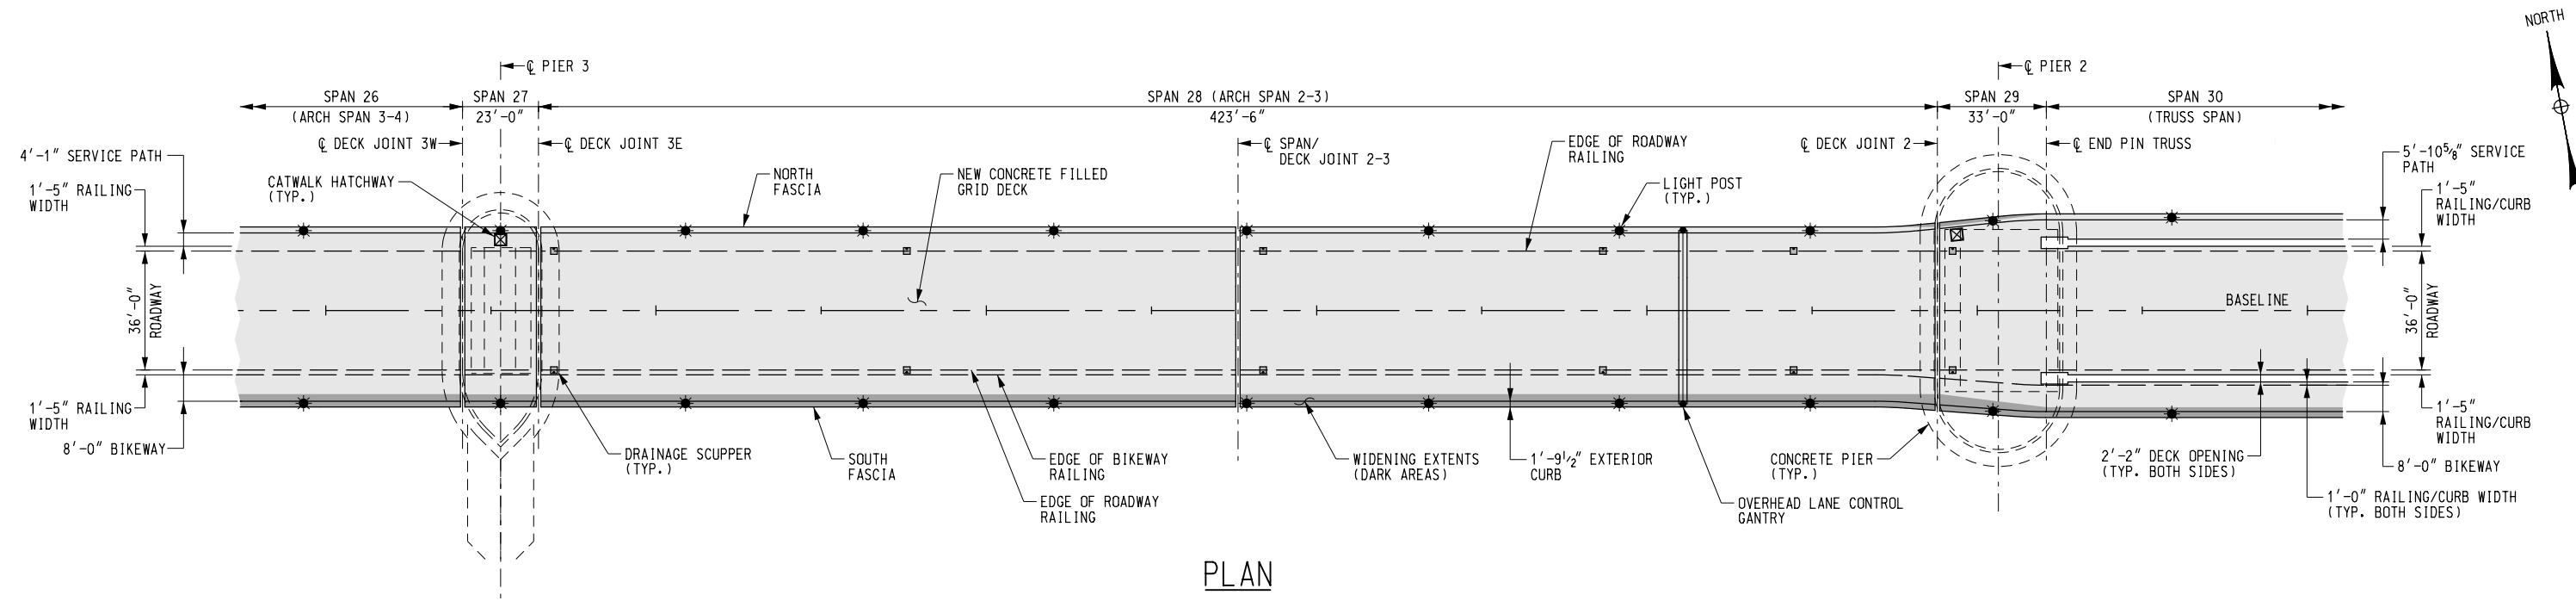 NORTH
℄ PIER 3
℄ PIER 2
SPAN 26
(ARCH SPAN 3-4)
SPAN 27
23'-0"
SPAN 28 (ARCH SPAN 2-3)
423'-6"
SPAN 29
33'-0"
SPAN 30
(TRUSS SPAN)
℄ DECK JOINT 3W
℄ DECK JOINT 3E
℄ SPAN/
DECK JOINT 2-3
EDGE OF ROADWAY
RAILING
℄ DECK JOINT 2
℄ END PIN TRUSS
4'-1" SERVICE PATH
1'-5" RAILING
WIDTH
CATWALK HATCHWAY
(TYP.)
NORTH
FASCIA
NEW CONCRETE FILLED
GRID DECK
LIGHT POST
(TYP.)
5'-10⅝" SERVICE
PATH
1'-5"
RAILING/CURB
WIDTH
36'-0"
ROADWAY
BASELINE
36'-0"
ROADWAY
1'-5" RAILING
WIDTH
8'-0" BIKEWAY
DRAINAGE SCUPPER
(TYP.)
SOUTH
FASCIA
EDGE OF BIKEWAY
RAILING
EDGE OF ROADWAY
RAILING
WIDENING EXTENTS
(DARK AREAS)
1'-9½" EXTERIOR
CURB
CONCRETE PIER
(TYP.)
OVERHEAD LANE CONTROL
GANTRY
2'-2" DECK OPENING
(TYP. BOTH SIDES)
1'-5"
RAILING/CURB
WIDTH
8'-0" BIKEWAY
1'-0" RAILING/CURB WIDTH
(TYP. BOTH SIDES)
PLAN